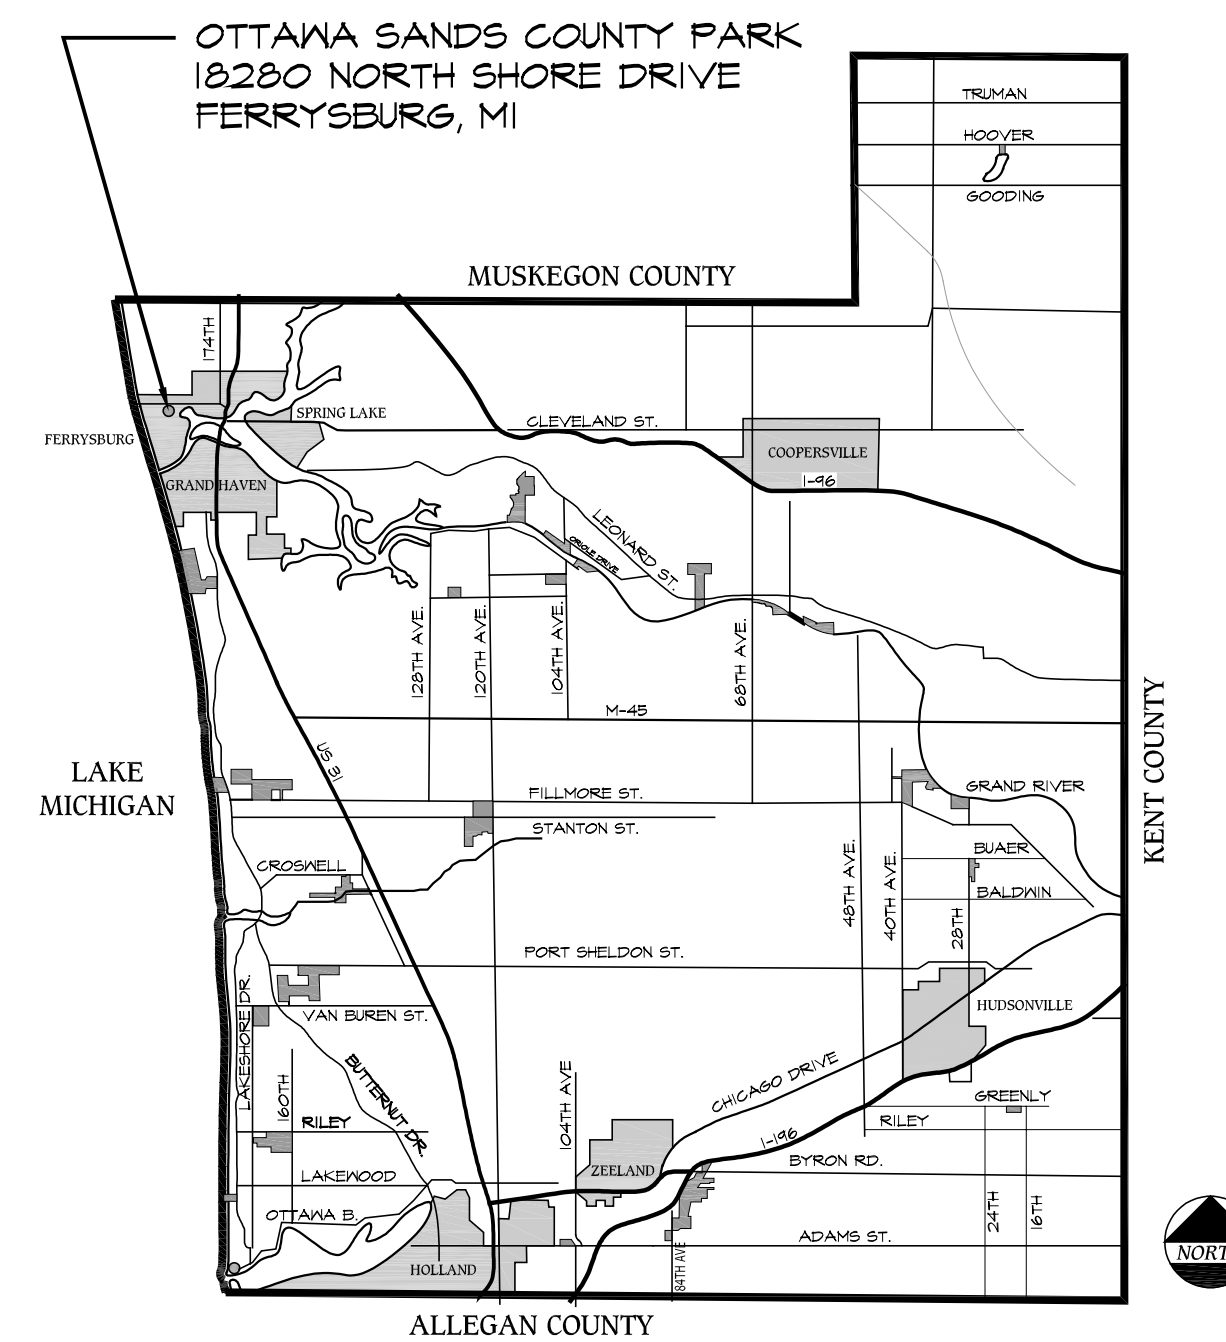 OTTAWA SANDS COUNTY PARK
18280 NORTH SHORE DRIVE
FERRYSBURG, MI
TRUMAN
HOOVER
GOODING
MUSKEGON COUNTY
174TH
SPRING LAKE
CLEVELAND ST.
FERRYSBURG
COOPERSVILLE
I-96
GRAND HAVEN
LEONARD ST.
ORIOLE DRIVE
128TH AVE.
120TH AVE.
104TH AVE.
68TH AVE.
M-45
KENT COUNTY
US 31
LAKE
MICHIGAN
FILLMORE ST.
GRAND RIVER
STANTON ST.
CROSWELL
BUAER
48TH AVE.
40TH AVE.
BALDWIN
28TH
PORT SHELDON ST.
LAKESHORE DR.
HUDSONVILLE
VAN BUREN ST.
BUTTERNUT DR.
160TH
104TH AVE
CHICAGO DRIVE
GREENLY
RILEY
RILEY
I-196
BYRON RD.
ZEELAND
LAKEWOOD
24TH
16TH
OTTAWA B.
ADAMS ST.
84TH AVE
HOLLAND
NORT
ALLEGAN COUNTY